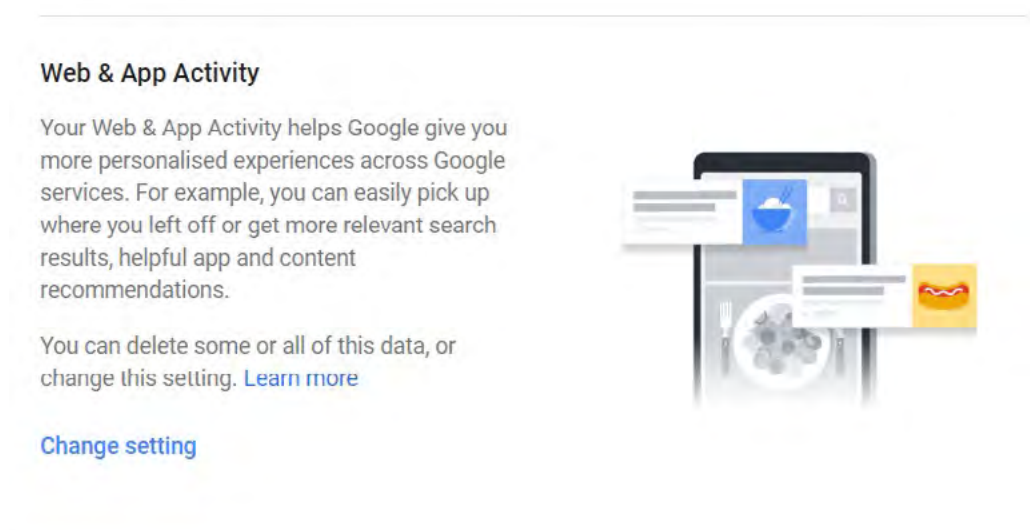 Web & App Activity
Your Web & App Activity helps Google give you
more personalised experiences across Google
services. For example, you can easily pick up
where you left off or get more relevant search
results, helpful app and content
recommendations.
You can delete some or all of this data, or
change this setting. Learn more
Change setting